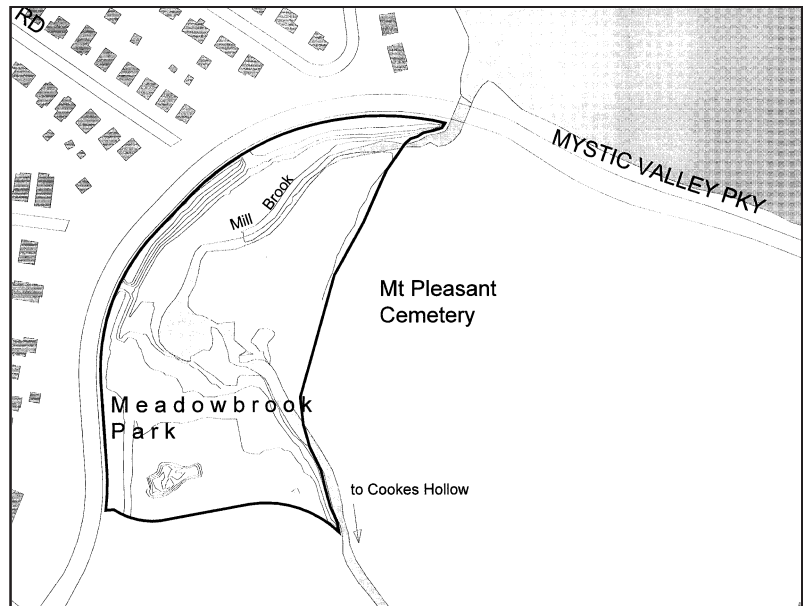 RD
MYSTIC VALLEY PKY
Mill Brook
Mt Pleasant
Cemetery
Meadowbrook
Park
to Cookes Hollow